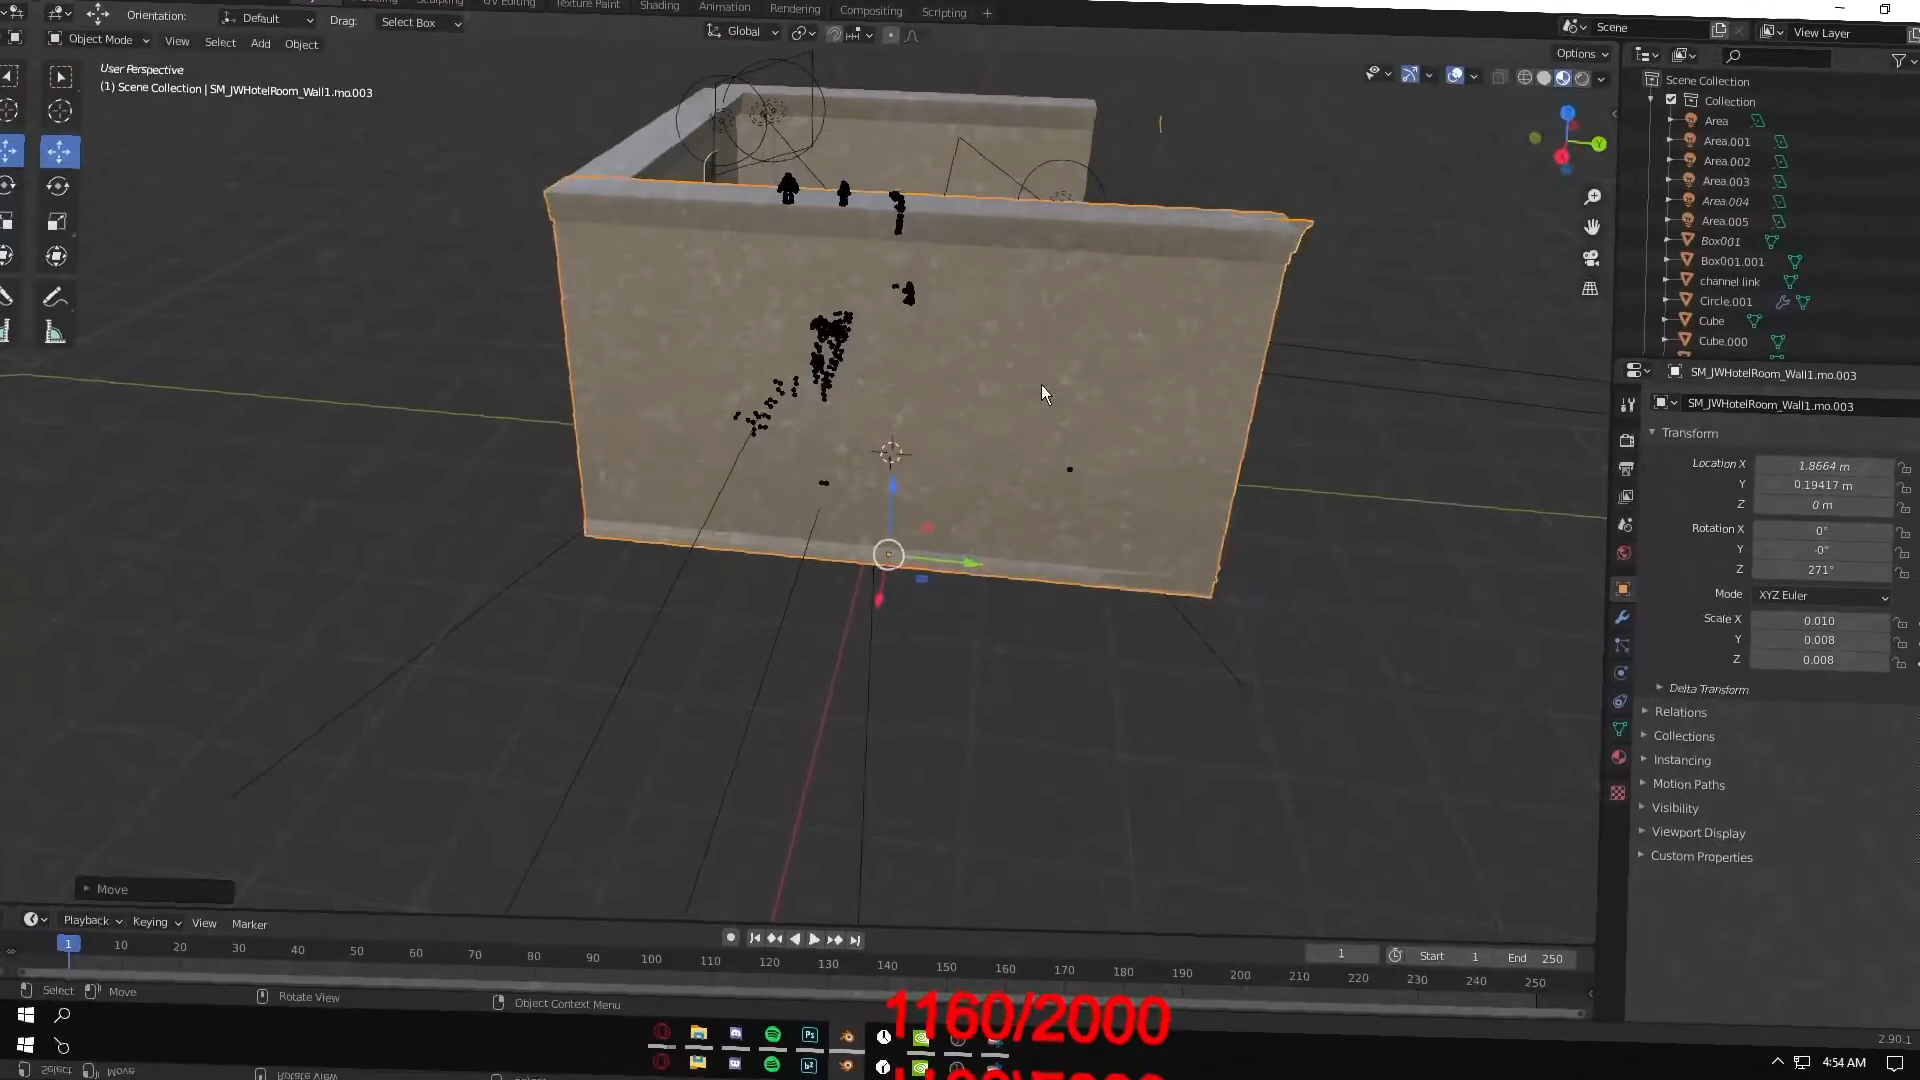 Orientation: Default Drag: Select Box
UV Editing Texture Paint Shading Animation Rendering Compositing Scripting +
Object Mode View Select Add Object
Global
Options
Scene
View Layer
User Perspective
(1) Scene Collection | SM_JWHotelRoom_Wall1.mo.003
Scene Collection
Collection
Area
Area.001
Area.002
Area.003
Area.004
Area.005
Box001
Box001.001
channel link
Circle.001
Cube
Cube.000
SM_JWHotelRoom_Wall1.mo.003
SM_JWHotelRoom_Wall1.mo.003
Transform
Location X 1.8664 m
Y 0.19417 m
Z 0 m
Rotation X 0°
Y -0°
Z 271°
Mode XYZ Euler
Scale X 0.010
Y 0.008
Z 0.008
Delta Transform
Relations
Collections
Instancing
Motion Paths
Visibility
Viewport Display
Custom Properties
Move
Playback Keying View Marker
1 Start 1 End 250
1 10 20 30 40 50 60 70 80 90 100 110 120 130 140 150 160 170 180 190 200 210 220 230 240 250
Select Move Rotate View Object Context Menu
1160/2000
2.90.1
4:54 AM